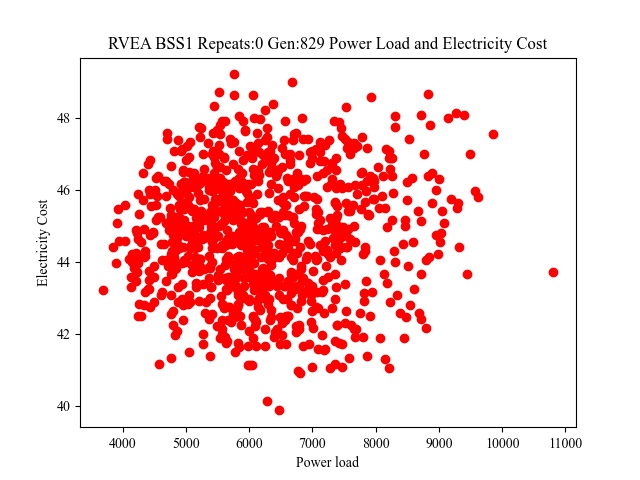 RVEA BSS1 Repeats:0 Gen:829 Power Load and Electricity Cost
48
46
44
42
40
Electricity Cost
4000 5000 6000 7000 8000 9000 10000 11000
Power load